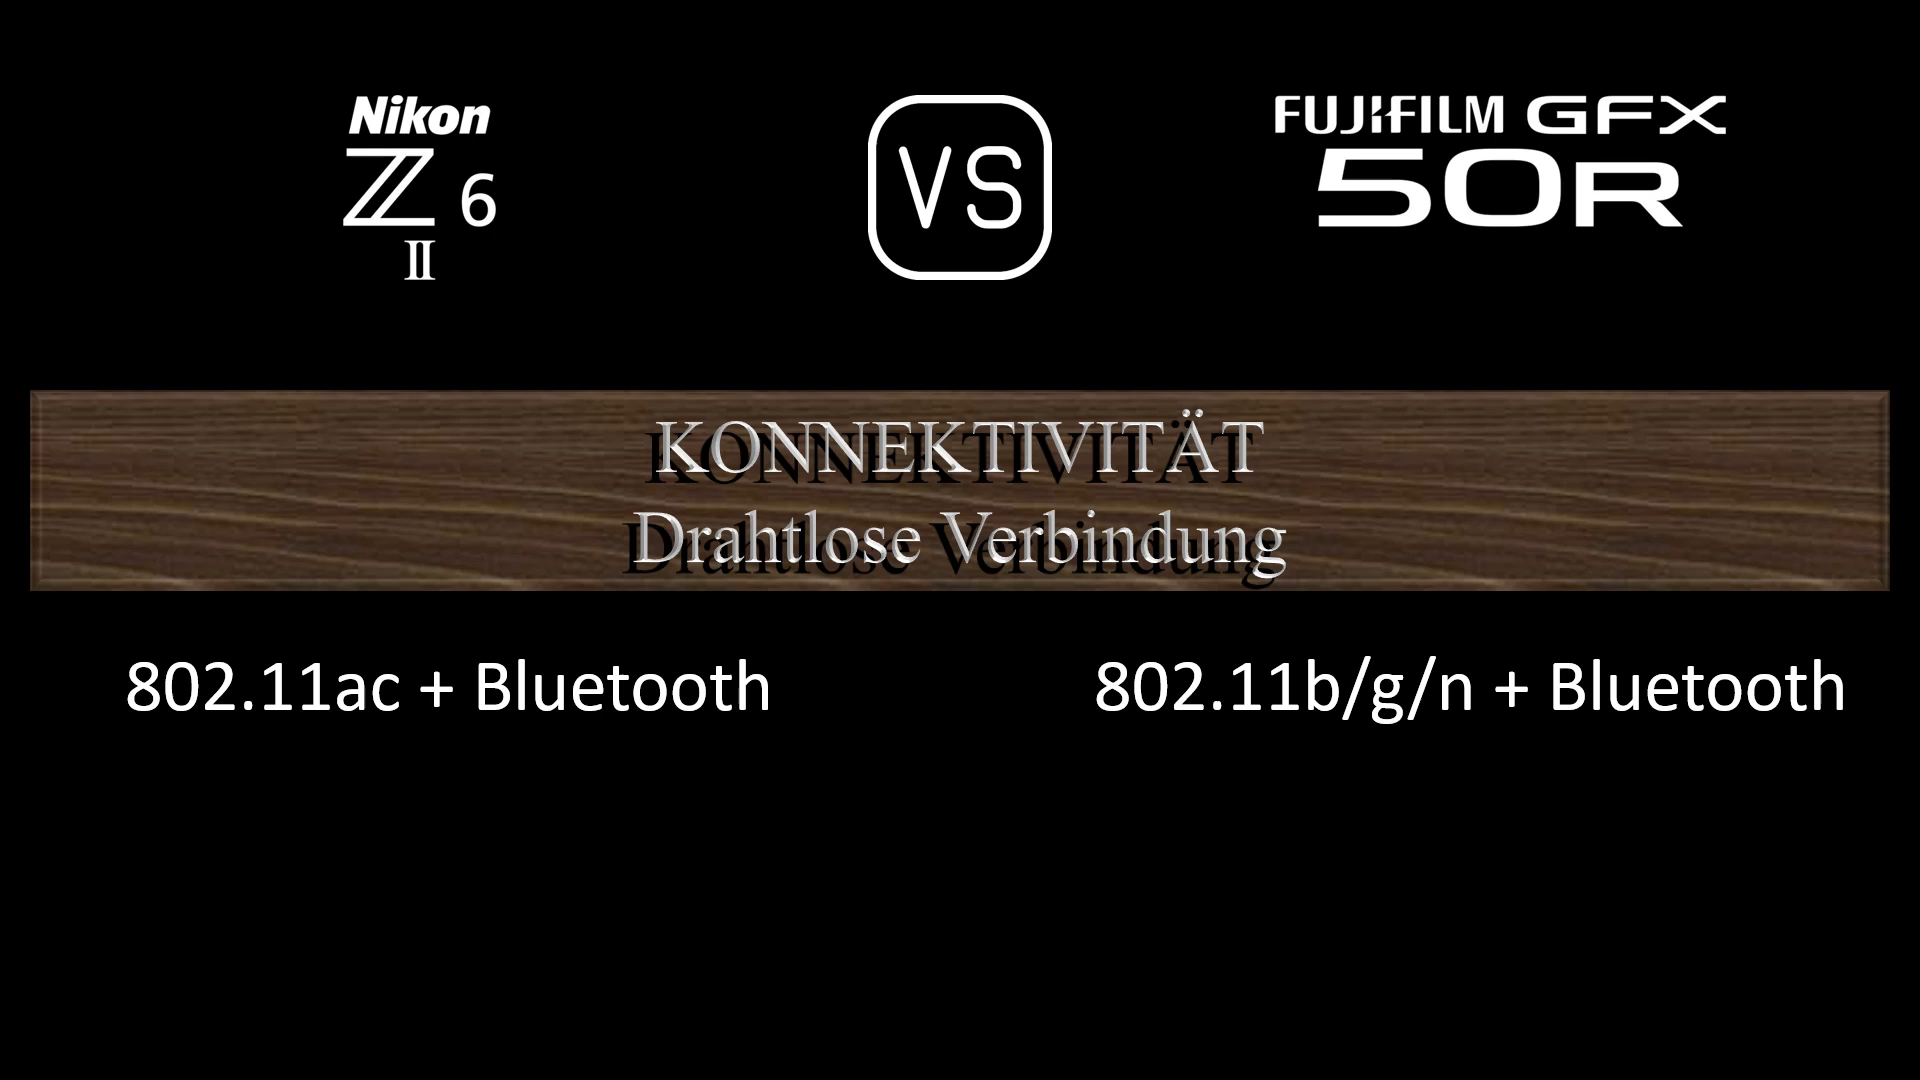 Nikon
Z 6
II
VS
FUJIFILM GFX
50R
KONNEKTIVITÄT
Drahtlose Verbindung
802.11ac + Bluetooth
802.11b/g/n + Bluetooth